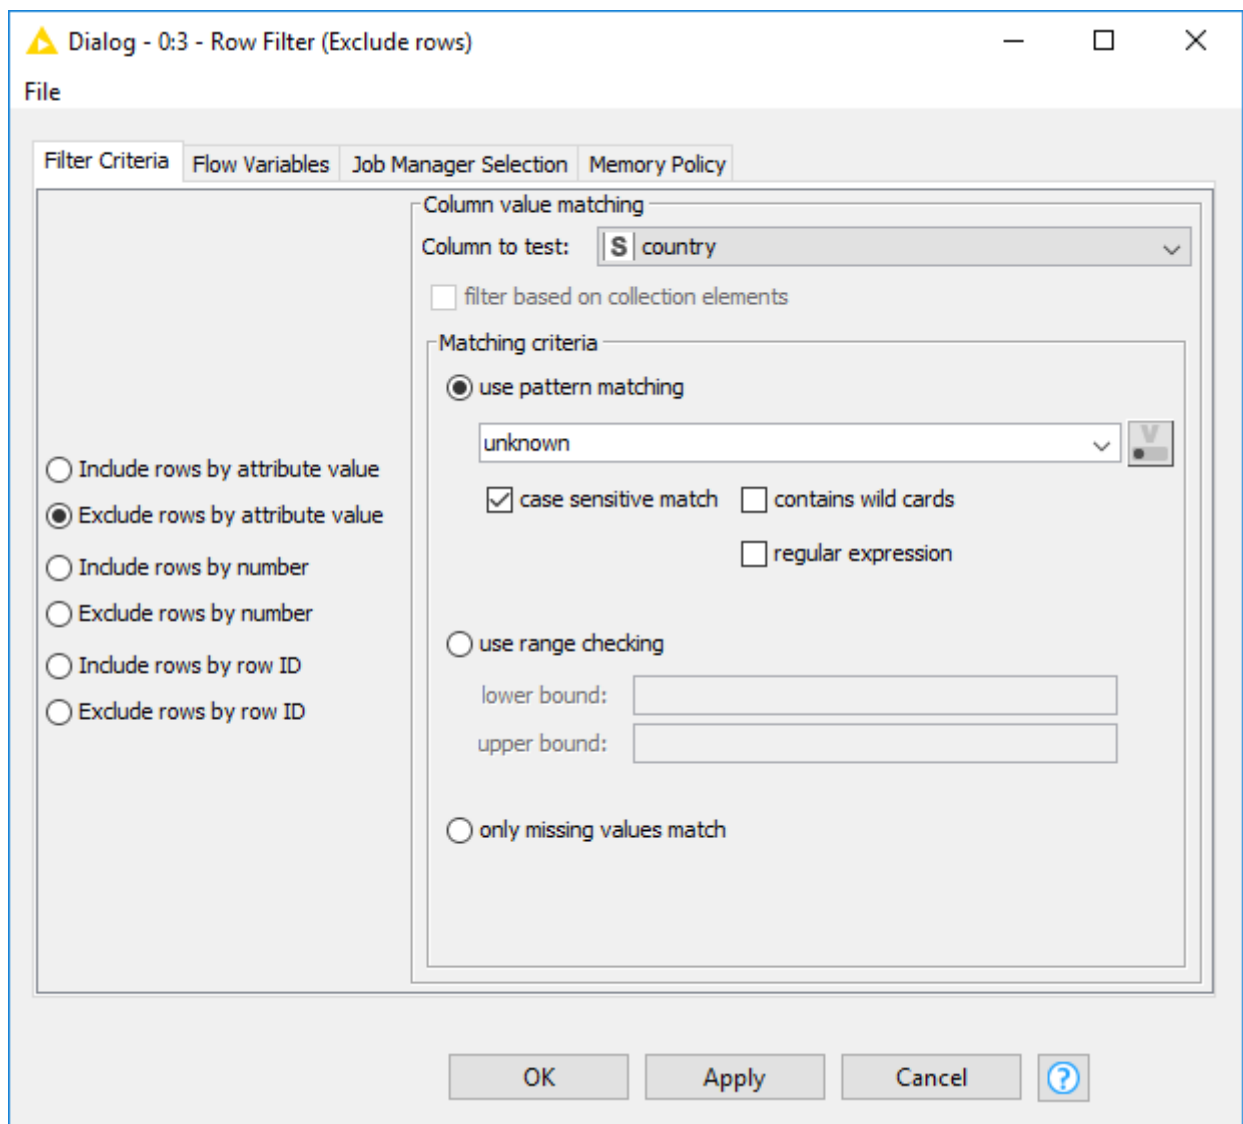 Dialog - 0:3 - Row Filter (Exclude rows)
File
Filter Criteria Flow Variables Job Manager Selection Memory Policy
Include rows by attribute value
Exclude rows by attribute value
Include rows by number
Exclude rows by number
Include rows by row ID
Exclude rows by row ID
Column value matching
Column to test: S country
filter based on collection elements
Matching criteria
use pattern matching
unknown
V
case sensitive match contains wild cards
regular expression
use range checking
lower bound:
upper bound:
only missing values match
OK Apply Cancel ?